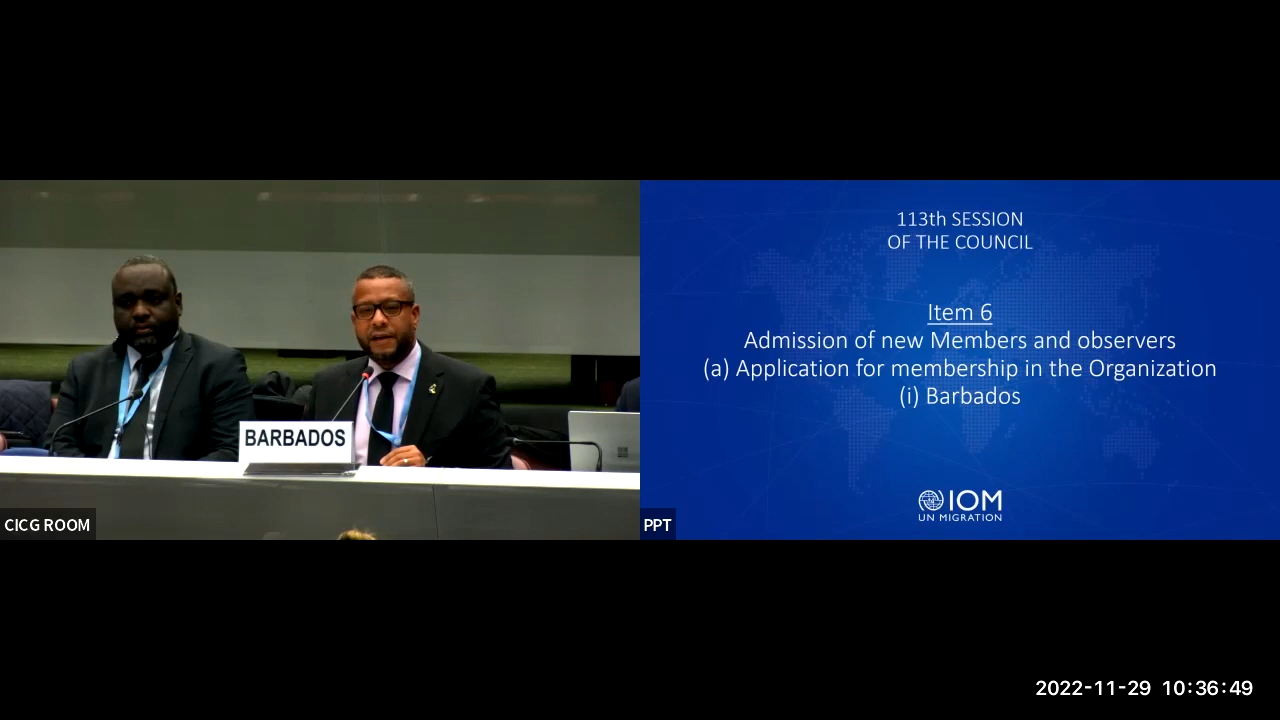 BARBADOS
CICG ROOM
113th SESSION
OF THE COUNCIL
Item 6
Admission of new Members and observers
(a) Application for membership in the Organization
(i) Barbados
IOM
UN MIGRATION
PPT
2022-11-29 10:36:49